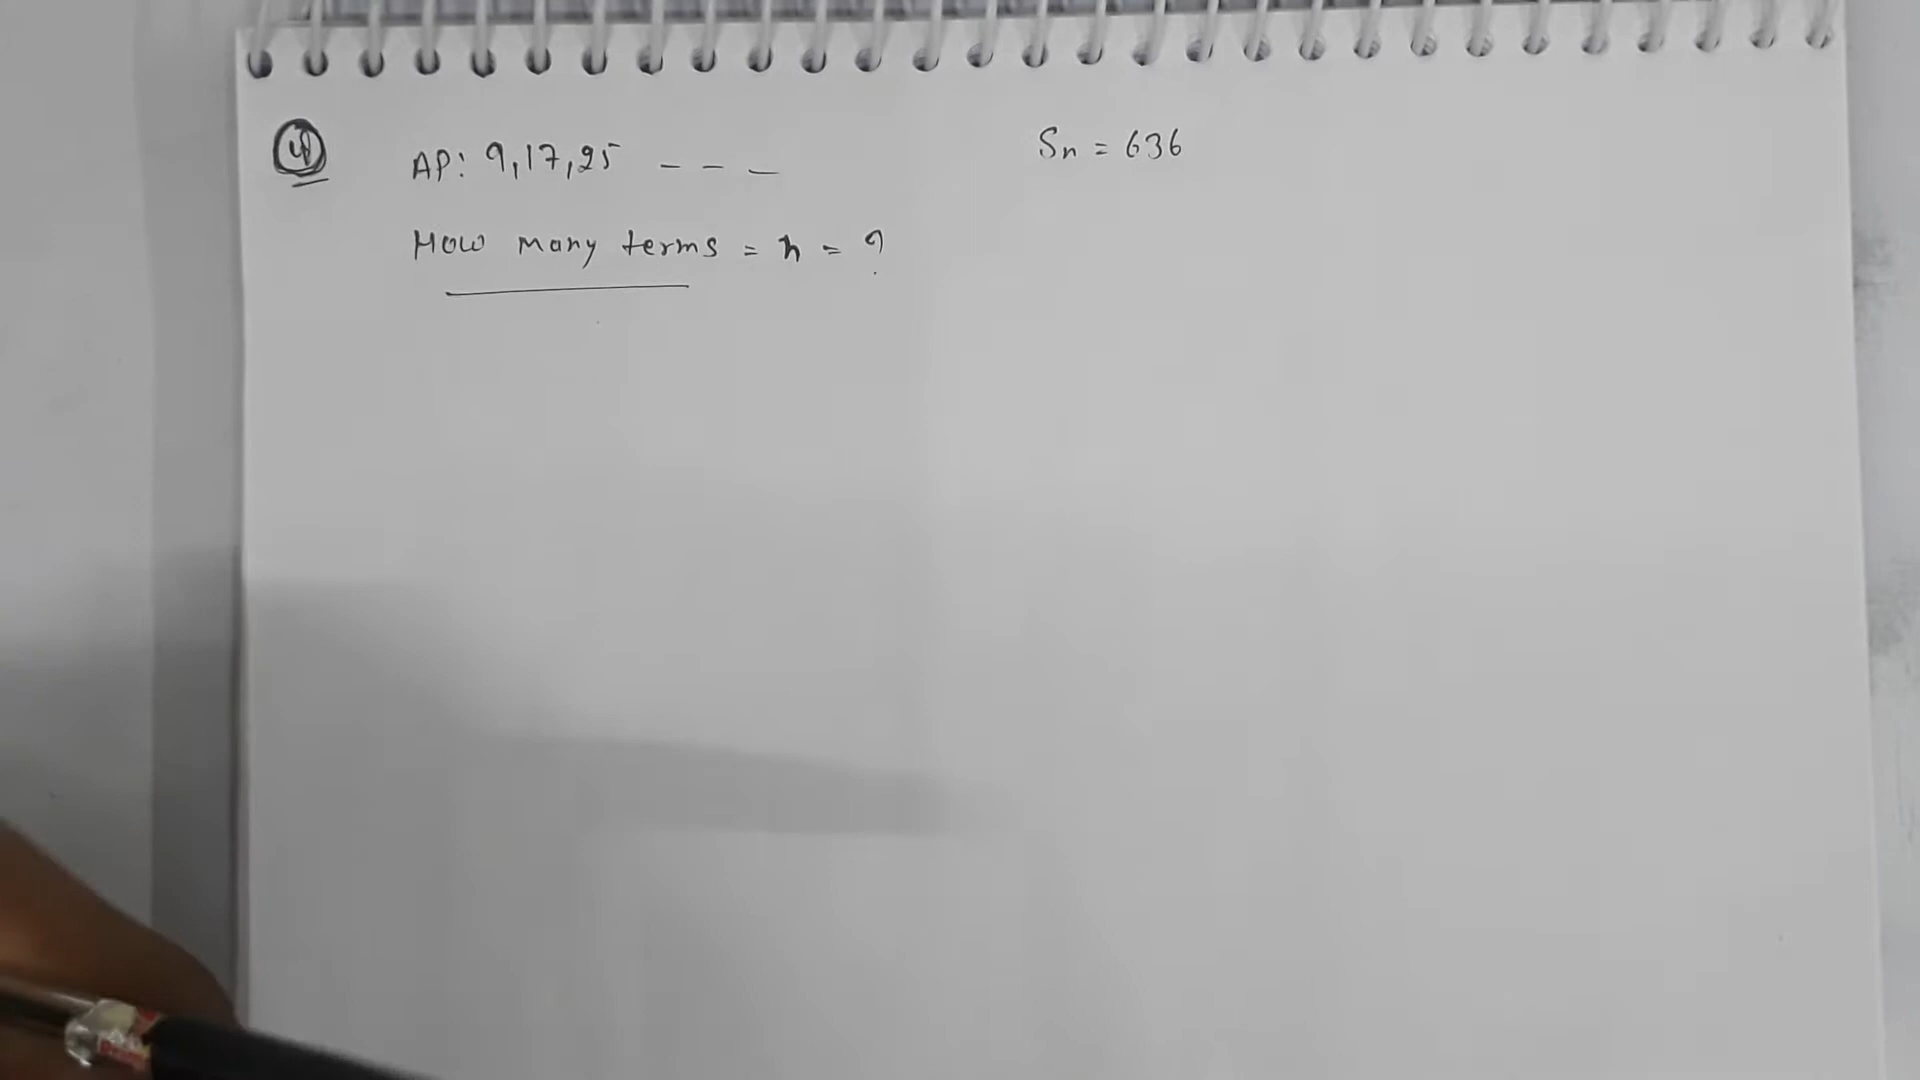 4 AP: 9,17,25 - - - Sn = 636
How many terms = n = ?